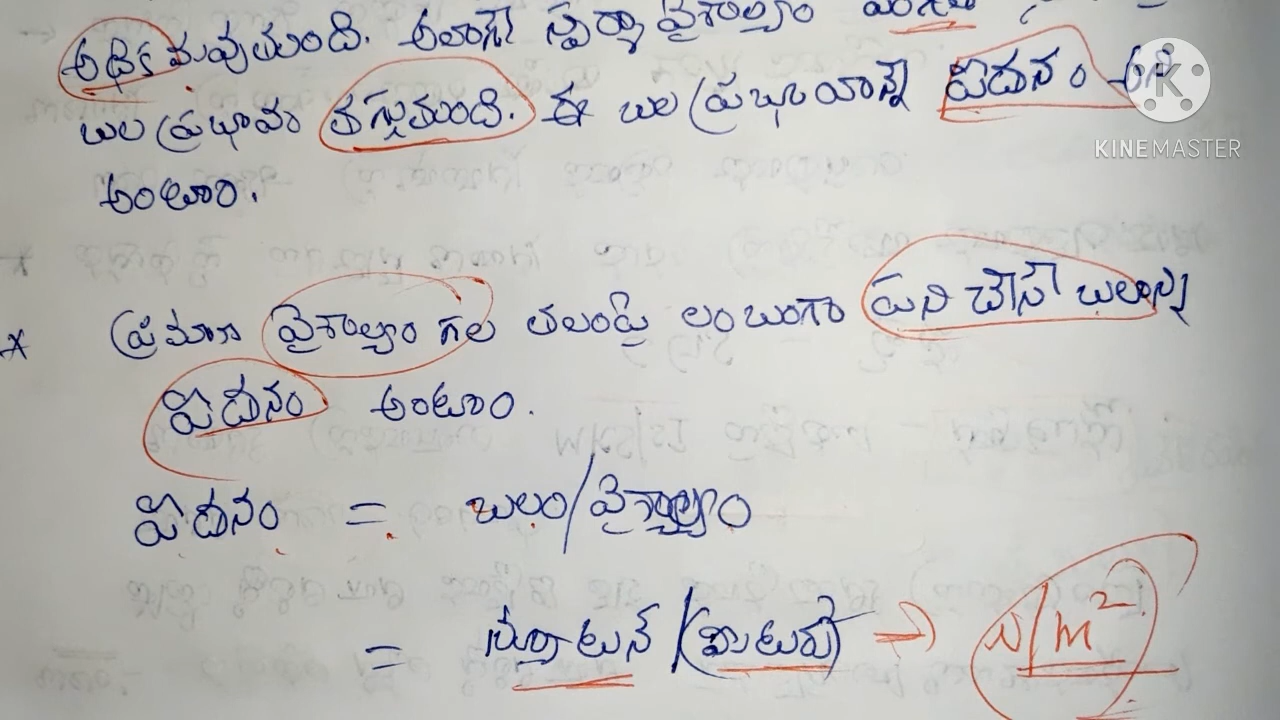 అధిక మవుతుంది. అలాగే స్పర్శా వైశాల్యం
బల ప్రభావం తగ్గుతుంది. ఈ బల ప్రభావాన్నే పీడనం అని
అంటారు.
* ప్రమాణ వైశాల్యం గల తలంపై లంబంగా పని చేసే బలాన్ని
పీడనం అంటాం.
పీడనం = బలం/వైశాల్యం
= న్యూటన్ /(మీటరు)² → N/m²
KINEMASTER